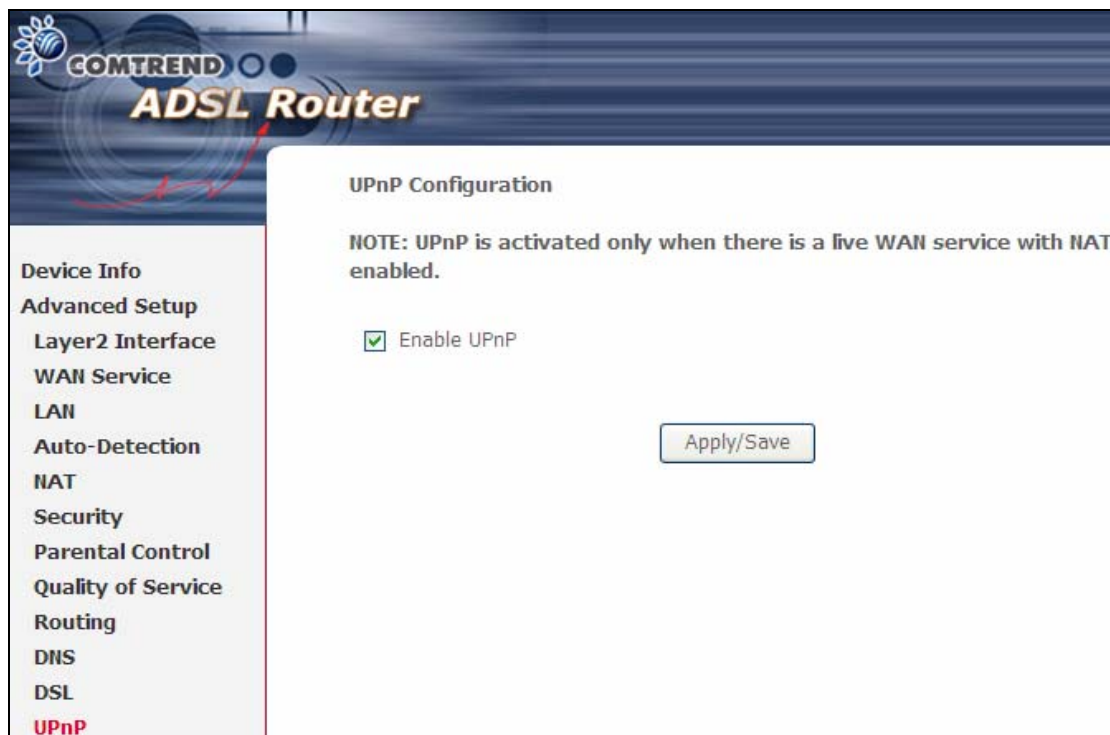 COMTREND
ADSL Router
UPnP Configuration
NOTE: UPnP is activated only when there is a live WAN service with NAT
enabled.
Enable UPnP
Apply/Save
Device Info
Advanced Setup
Layer2 Interface
WAN Service
LAN
Auto-Detection
NAT
Security
Parental Control
Quality of Service
Routing
DNS
DSL
UPnP